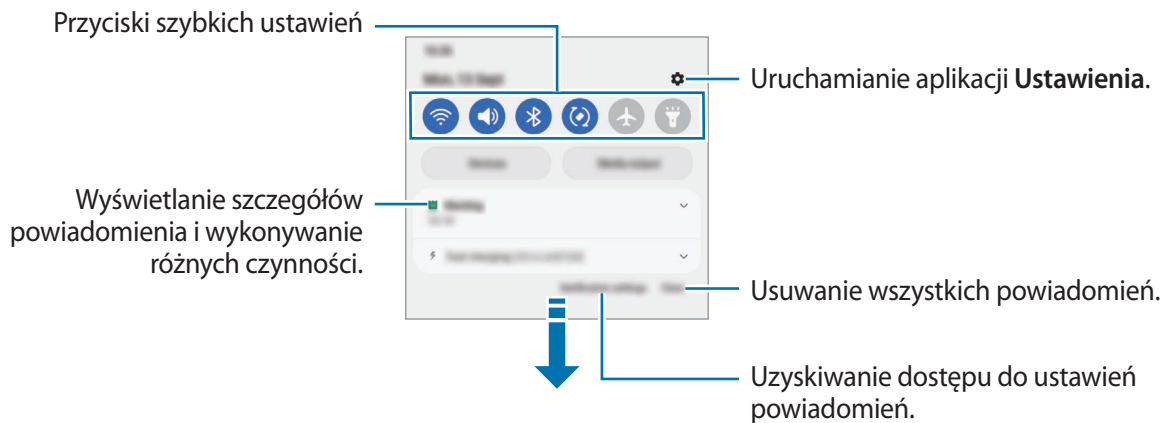 Przyciski szybkich ustawień
Uruchamianie aplikacji Ustawienia.
Wyświetlanie szczegółów
powiadomienia i wykonywanie
różnych czynności.
Usuwanie wszystkich powiadomień.
Uzyskiwanie dostępu do ustawień
powiadomień.